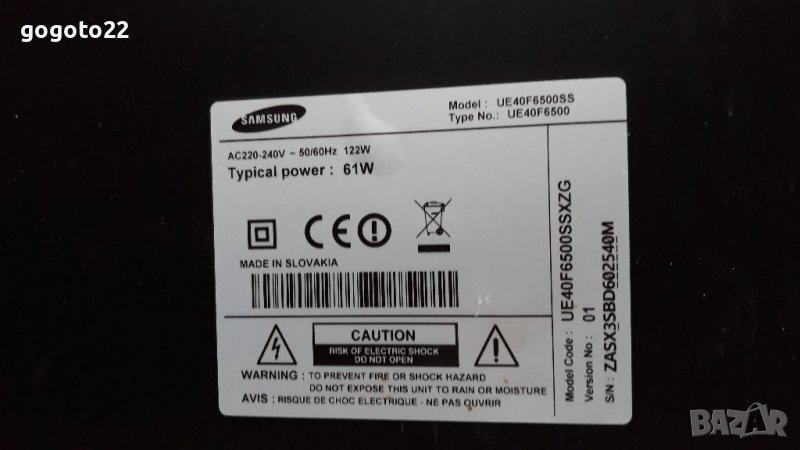 gogoto22
SAMSUNG
Model : UE40F6500SS
Type No.: UE40F6500
AC220-240V ~ 50/60Hz 122W
Typical power : 61W
CE
MADE IN SLOVAKIA
CAUTION
RISK OF ELECTRIC SHOCK
DO NOT OPEN
WARNING : TO PREVENT FIRE OR SHOCK HAZARD
DO NOT EXPOSE THIS UNIT TO RAIN OR MOISTURE
AVIS : RISQUE DE CHOC ELECTRIQUE - NE PAS OUVRIR
Model Code : UE40F6500SSXZG
Version No : 01
S/N : ZASX3SBD602540M
BAZAR